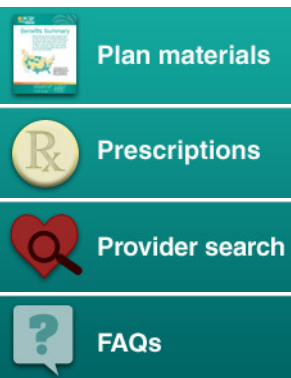 Benefits Summary
Plan materials
Rx
Prescriptions
Provider search
?
FAQs